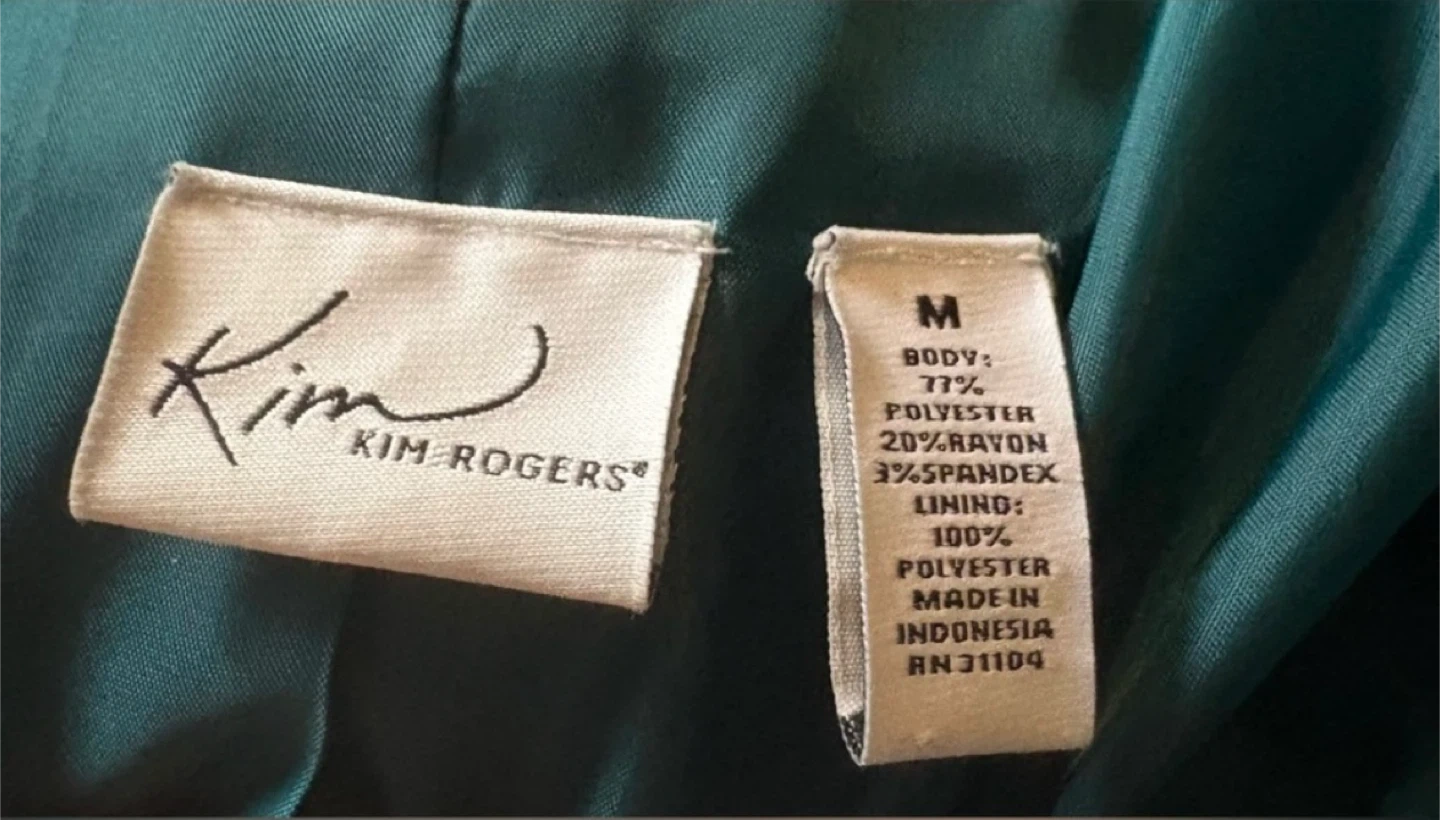 Kim
KIM ROGERS®
M
BODY:
77%
POLYESTER
20%RAYON
3%SPANDEX
LINING:
100%
POLYESTER
MADE IN
INDONESIA
RN 31104